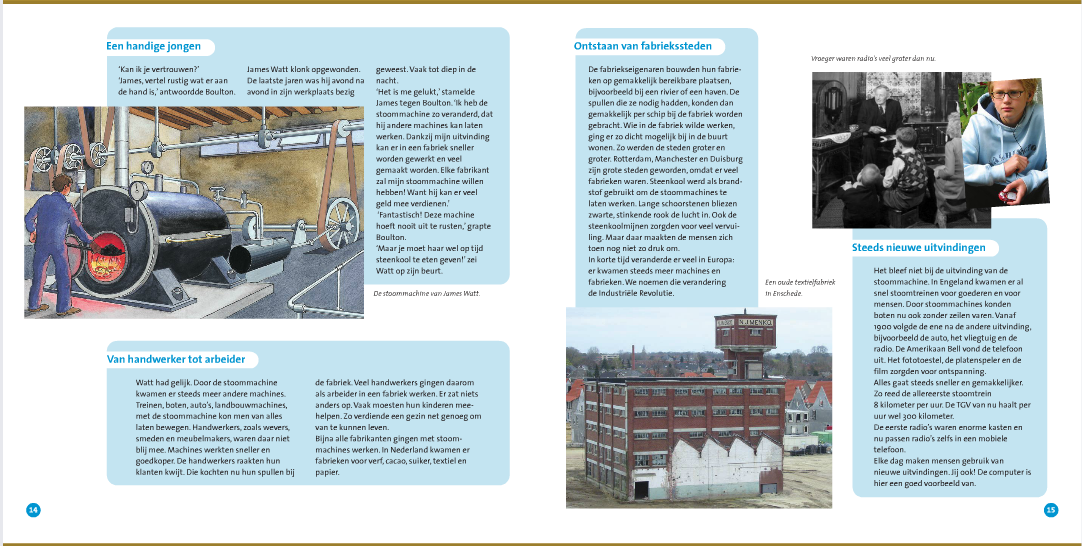 Een handige jongen
‘Kan ik je vertrouwen?’
‘James, vertel rustig wat er aan
de hand is,’ antwoordde Boulton.
James Watt klonk opgewonden.
De laatste jaren was hij avond na
avond in zijn werkplaats bezig
geweest. Vaak tot diep in de
nacht.
‘Het is me gelukt,’ stamelde
James tegen Boulton. ‘Ik heb de
stoommachine zo veranderd, dat
hij andere machines kan laten
werken. Dankzij mijn uitvinding
kan er in een fabriek sneller
worden gewerkt en veel
gemaakt worden. Elke fabrikant
zal mijn stoommachine willen
hebben! Want hij kan er veel
geld mee verdienen.’
‘Fantastisch! Deze machine
hoeft nooit uit te rusten,’ grapte
Boulton.
‘Maar je moet haar wel op tijd
steenkool te eten geven!’ zei
Watt op zijn beurt.
De stoommachine van James Watt.
Van handwerker tot arbeider
Watt had gelijk. Door de stoommachine
kwamen er steeds meer andere machines.
Treinen, boten, auto’s, landbouwmachines,
met de stoommachine kon men van alles
laten bewegen. Handwerkers, zoals wevers,
smeden en meubelmakers, waren daar niet
blij mee. Machines werkten sneller en
goedkoper. De handwerkers raakten hun
klanten kwijt. Die kochten nu hun spullen bij
de fabriek. Veel handwerkers gingen daarom
als arbeider in een fabriek werken. Er zat niets
anders op. Vaak moesten hun kinderen mee-
helpen. Zo verdiende een gezin net genoeg om
van te kunnen leven.
Bijna alle fabrikanten gingen met stoom-
machines werken. In Nederland kwamen er
fabrieken voor verf, cacao, suiker, textiel en
papier.
14
Ontstaan van fabriekssteden
De fabriekseigenaren bouwden hun fabrie-
ken op gemakkelijk bereikbare plaatsen,
bijvoorbeeld bij een rivier of een haven. De
spullen die ze nodig hadden, konden dan
gemakkelijk per schip bij de fabriek worden
gebracht. Wie in de fabriek wilde werken,
ging er zo dicht mogelijk bij in de buurt
wonen. Zo werden de steden groter en
groter. Rotterdam, Manchester en Duisburg
zijn grote steden geworden, omdat er veel
fabrieken waren. Steenkool werd als brand-
stof gebruikt om de stoommachines te
laten werken. Lange schoorstenen bliezen
zwarte, stinkende rook de lucht in. Ook de
steenkoolmijnen zorgden voor veel vervui-
ling. Maar daar maakten de mensen zich
toen nog niet zo druk om.
In korte tijd veranderde er veel in Europa:
er kwamen steeds meer machines en
fabrieken. We noemen die verandering
de Industriële Revolutie.
Een oude textielfabriek
in Enschede.
NIJMENSKO
Vroeger waren radio’s veel groter dan nu.
Steeds nieuwe uitvindingen
Het bleef niet bij de uitvinding van de
stoommachine. In Engeland kwamen er al
snel stoomtreinen voor goederen en voor
mensen. Door stoommachines konden
boten nu ook zonder zeilen varen. Vanaf
1900 volgde de ene na de andere uitvinding,
bijvoorbeeld de auto, het vliegtuig en de
radio. De Amerikaan Bell vond de telefoon
uit. Het fototoestel, de platenspeler en de
film zorgden voor ontspanning.
Alles gaat steeds sneller en gemakkelijker.
Zo reed de allereerste stoomtrein
8 kilometer per uur. De TGV van nu haalt per
uur wel 300 kilometer.
De eerste radio’s waren enorme kasten en
nu passen radio’s zelfs in een mobiele
telefoon.
Elke dag maken mensen gebruik van
nieuwe uitvindingen. Jij ook! De computer is
hier een goed voorbeeld van.
15